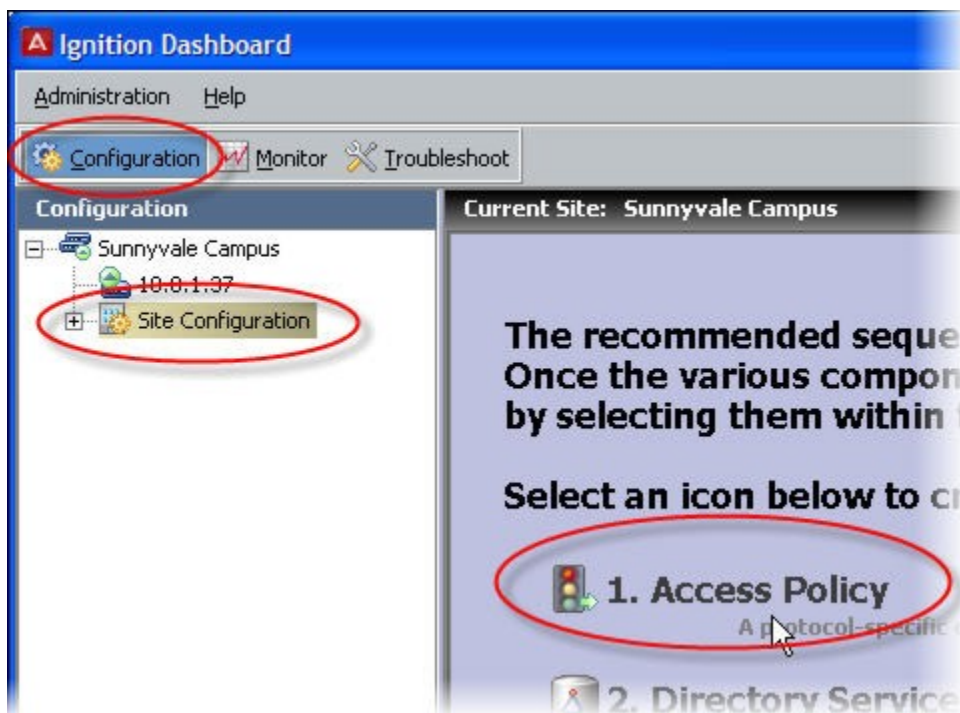 Ignition Dashboard
Administration Help
Configuration Monitor Troubleshoot
Configuration
Current Site: Sunnyvale Campus
Sunnyvale Campus
10.0.1.37
Site Configuration
The recommended seque
Once the various compon
by selecting them within
Select an icon below to cr
1. Access Policy
A protocol-specific
2. Directory Service